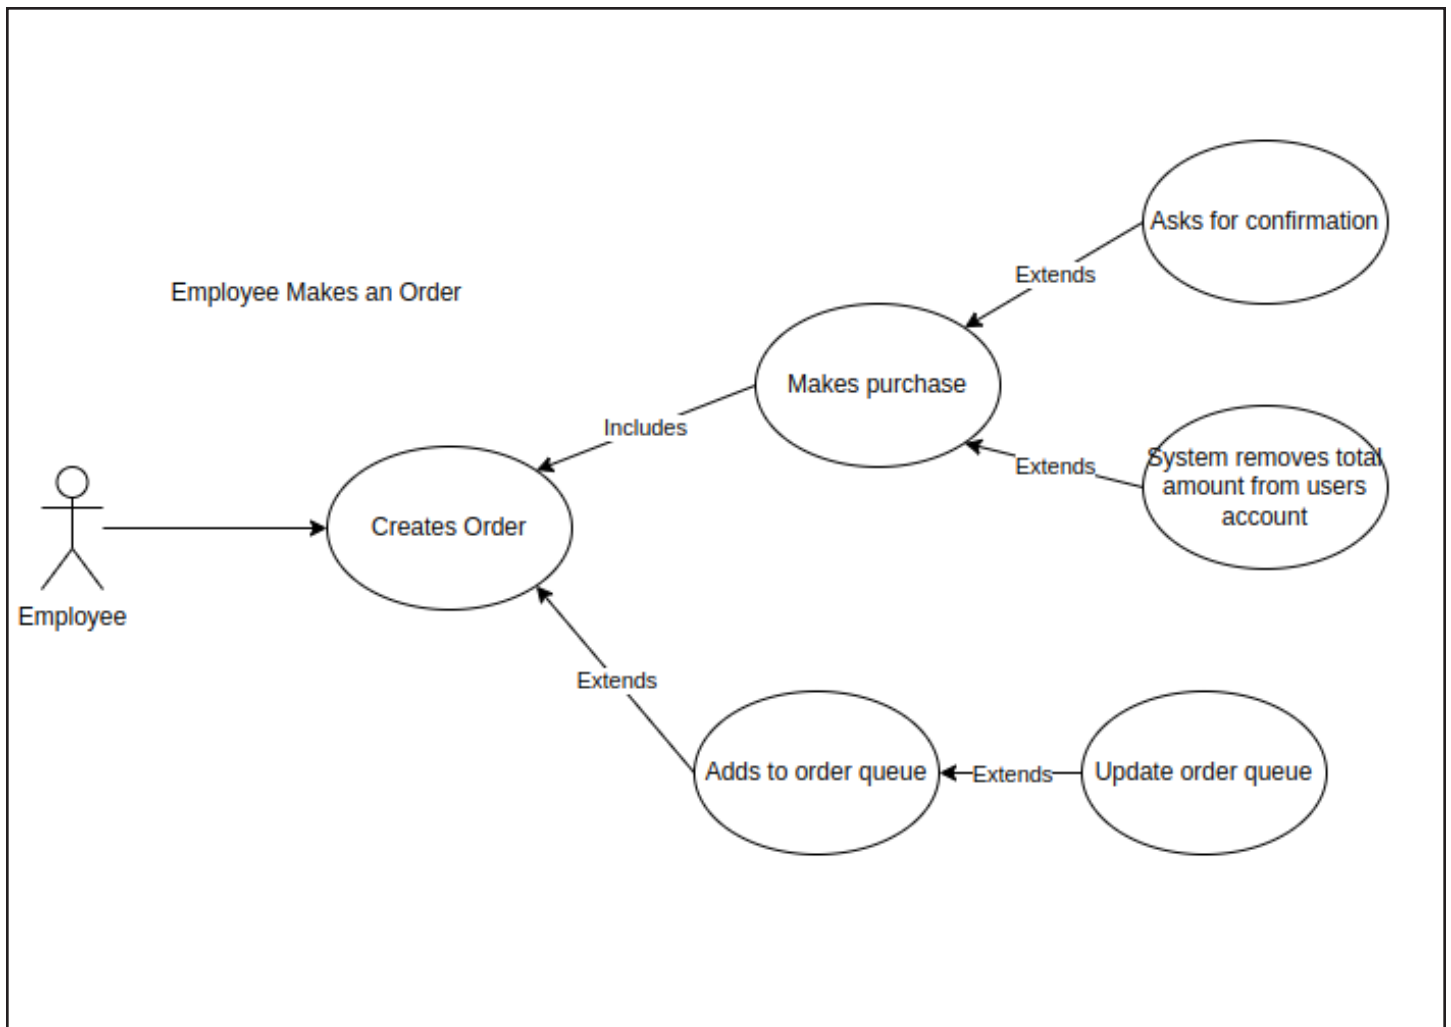 Employee Makes an Order
Employee
Creates Order
Includes
Makes purchase
Extends
Asks for confirmation
Extends
System removes total
amount from users
account
Extends
Adds to order queue
Extends
Update order queue